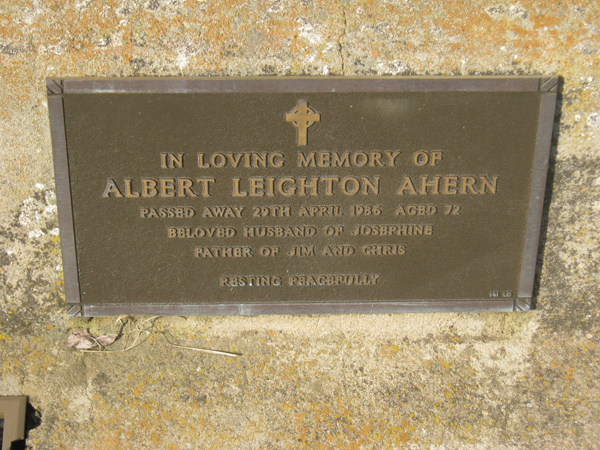 IN LOVING MEMORY OF
ALBERT LEIGHTON AHERN
PASSED AWAY 29TH APRIL 1986 AGED 72
BELOVED HUSBAND OF JOSEPHINE
FATHER OF JIM AND CHRIS
RESTING PEACEFULLY